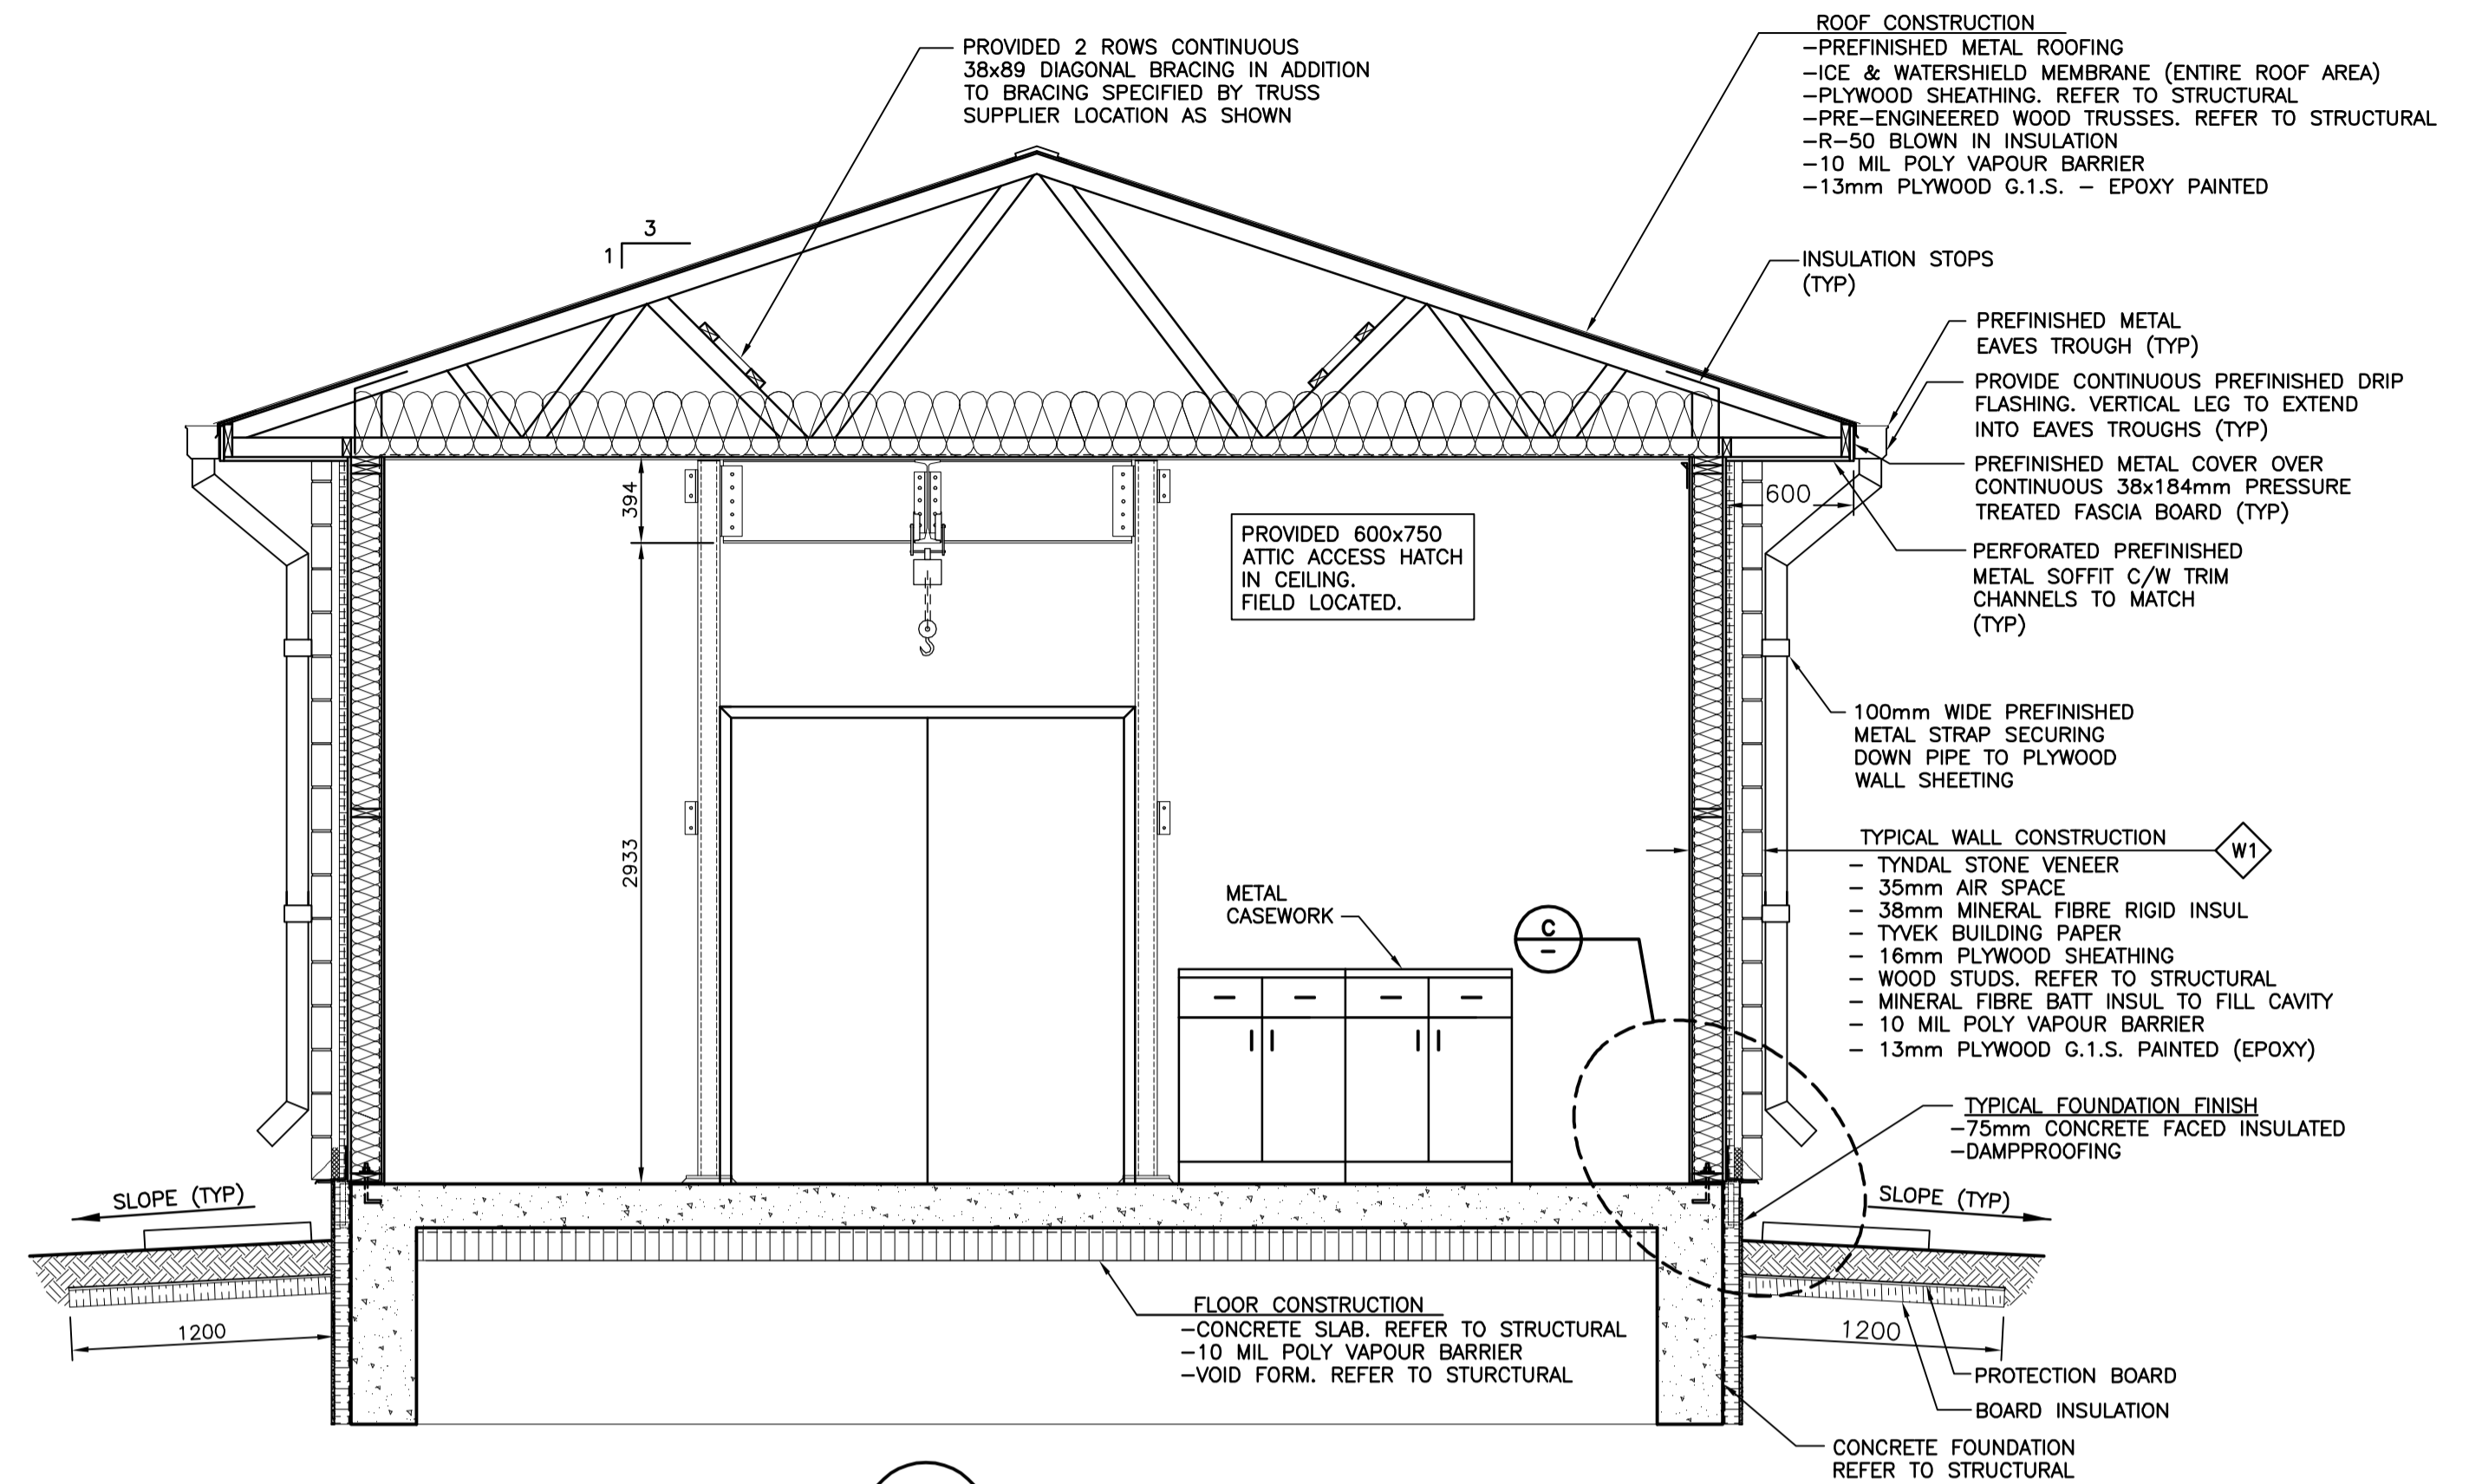 PROVIDED 2 ROWS CONTINUOUS
38x89 DIAGONAL BRACING IN ADDITION
TO BRACING SPECIFIED BY TRUSS
SUPPLIER LOCATION AS SHOWN
ROOF CONSTRUCTION
-PREFINISHED METAL ROOFING
-ICE & WATERSHIELD MEMBRANE (ENTIRE ROOF AREA)
-PLYWOOD SHEATHING. REFER TO STRUCTURAL
-PRE-ENGINEERED WOOD TRUSSES. REFER TO STRUCTURAL
-R-50 BLOWN IN INSULATION
-10 MIL POLY VAPOUR BARRIER
-13mm PLYWOOD G.1.S. - EPOXY PAINTED
3
1
INSULATION STOPS
(TYP)
PREFINISHED METAL
EAVES TROUGH (TYP)
PROVIDE CONTINUOUS PREFINISHED DRIP
FLASHING. VERTICAL LEG TO EXTEND
INTO EAVES TROUGHS (TYP)
PREFINISHED METAL COVER OVER
CONTINUOUS 38x184mm PRESSURE
TREATED FASCIA BOARD (TYP)
600
394
PROVIDED 600x750
ATTIC ACCESS HATCH
IN CEILING.
FIELD LOCATED.
PERFORATED PREFINISHED
METAL SOFFIT C/W TRIM
CHANNELS TO MATCH
(TYP)
100mm WIDE PREFINISHED
METAL STRAP SECURING
DOWN PIPE TO PLYWOOD
WALL SHEETING
2933
TYPICAL WALL CONSTRUCTION
W1
- TYNDAL STONE VENEER
- 35mm AIR SPACE
- 38mm MINERAL FIBRE RIGID INSUL
- TYVEK BUILDING PAPER
- 16mm PLYWOOD SHEATHING
- WOOD STUDS. REFER TO STRUCTURAL
- MINERAL FIBRE BATT INSUL TO FILL CAVITY
- 10 MIL POLY VAPOUR BARRIER
- 13mm PLYWOOD G.1.S. PAINTED (EPOXY)
METAL
CASEWORK
C
-
TYPICAL FOUNDATION FINISH
-75mm CONCRETE FACED INSULATED
-DAMPPROOFING
SLOPE (TYP)
SLOPE (TYP)
1200
FLOOR CONSTRUCTION
-CONCRETE SLAB. REFER TO STRUCTURAL
-10 MIL POLY VAPOUR BARRIER
-VOID FORM. REFER TO STURCTURAL
1200
PROTECTION BOARD
BOARD INSULATION
CONCRETE FOUNDATION
REFER TO STRUCTURAL